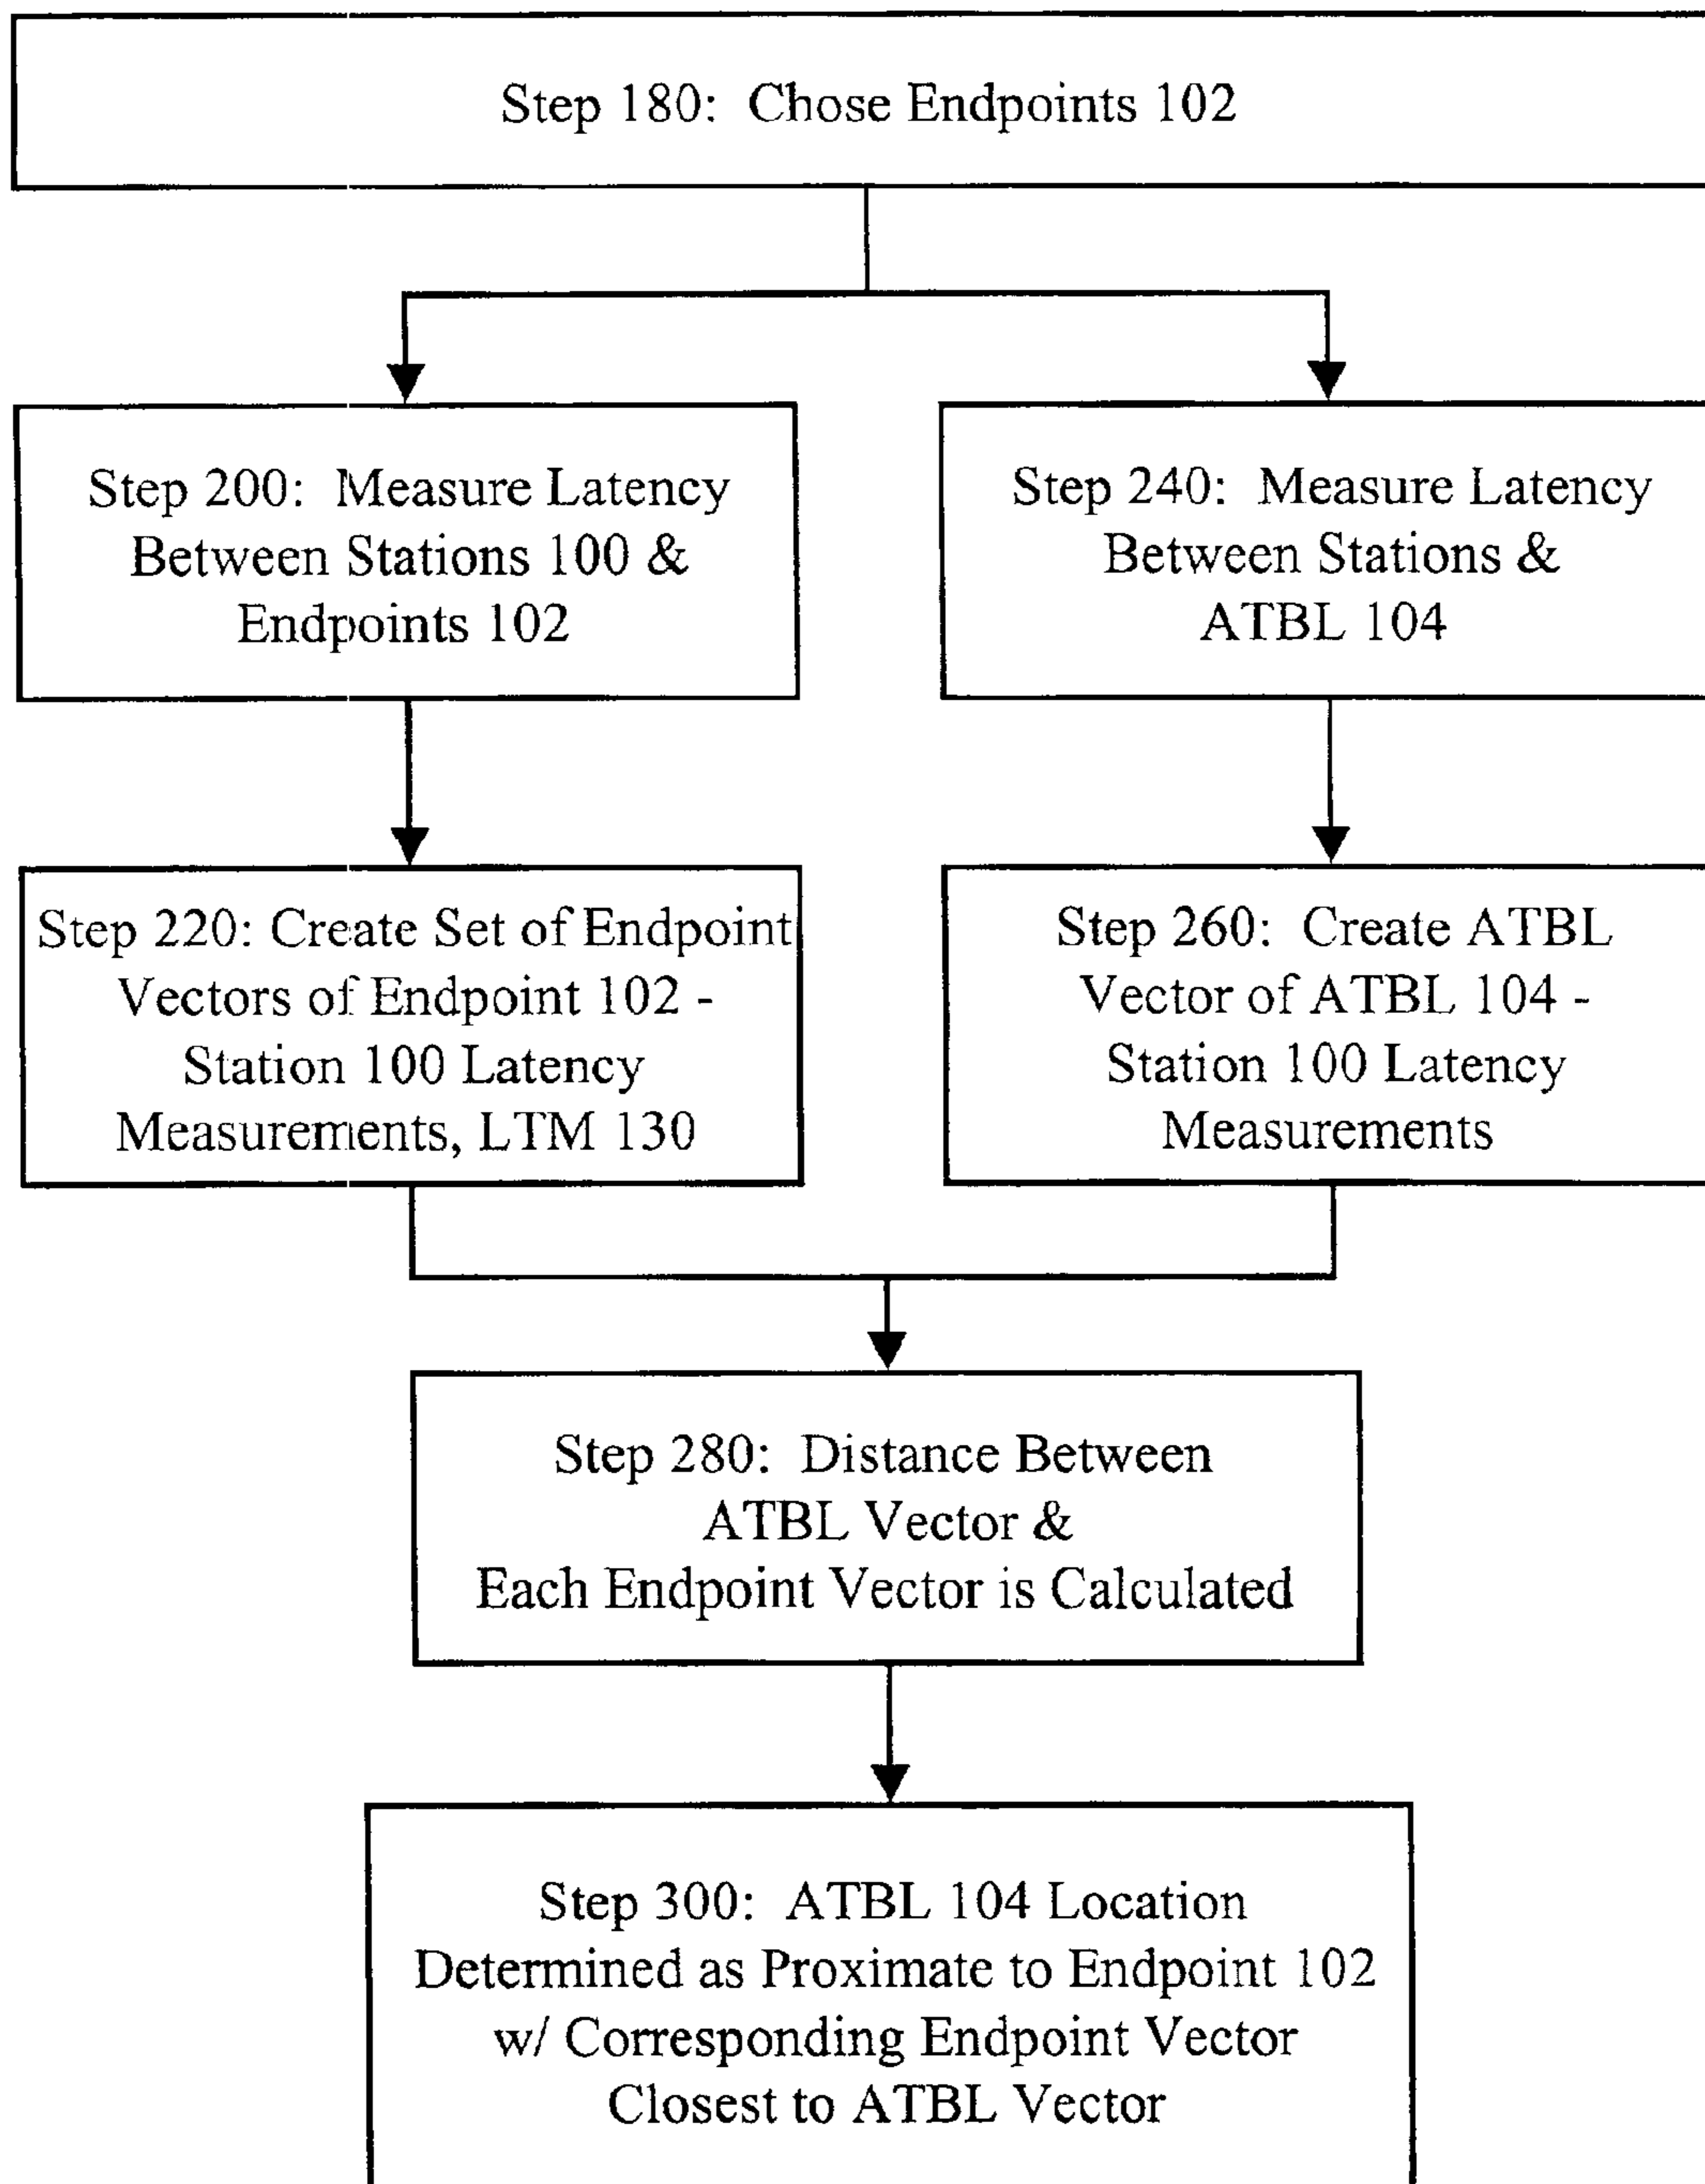 Step 180: Chose Endpoints 102
Step 200: Measure Latency
Between Stations 100 &
Endpoints 102
Step 240: Measure Latency
Between Stations &
ATBL 104
Step 220: Create Set of Endpoint
Vectors of Endpoint 102 -
Station 100 Latency
Measurements, LTM 130
Step 260: Create ATBL
Vector of ATBL 104 -
Station 100 Latency
Measurements
Step 280: Distance Between
ATBL Vector &
Each Endpoint Vector is Calculated
Step 300: ATBL 104 Location
Determined as Proximate to Endpoint 102
w/ Corresponding Endpoint Vector
Closest to ATBL Vector